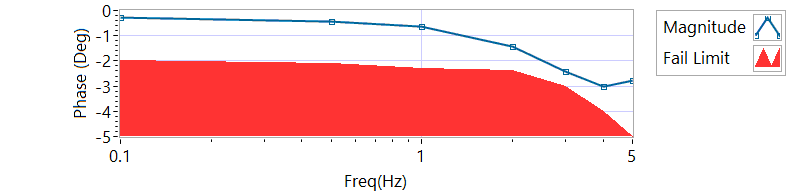 Phase (Deg)
0
-1
-2
-3
-4
-5
0.1
1
5
Freq(Hz)
Magnitude
Fail Limit